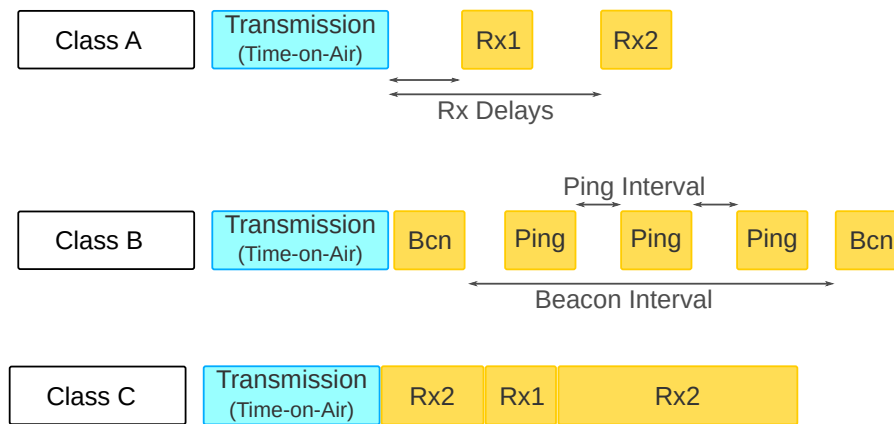 Class A
Transmission
(Time-on-Air)
Rx1
Rx2
Rx Delays
Ping Interval
Class B
Transmission
(Time-on-Air)
Bcn
Ping
Ping
Ping
Bcn
Beacon Interval
Class C
Transmission
(Time-on-Air)
Rx2
Rx1
Rx2